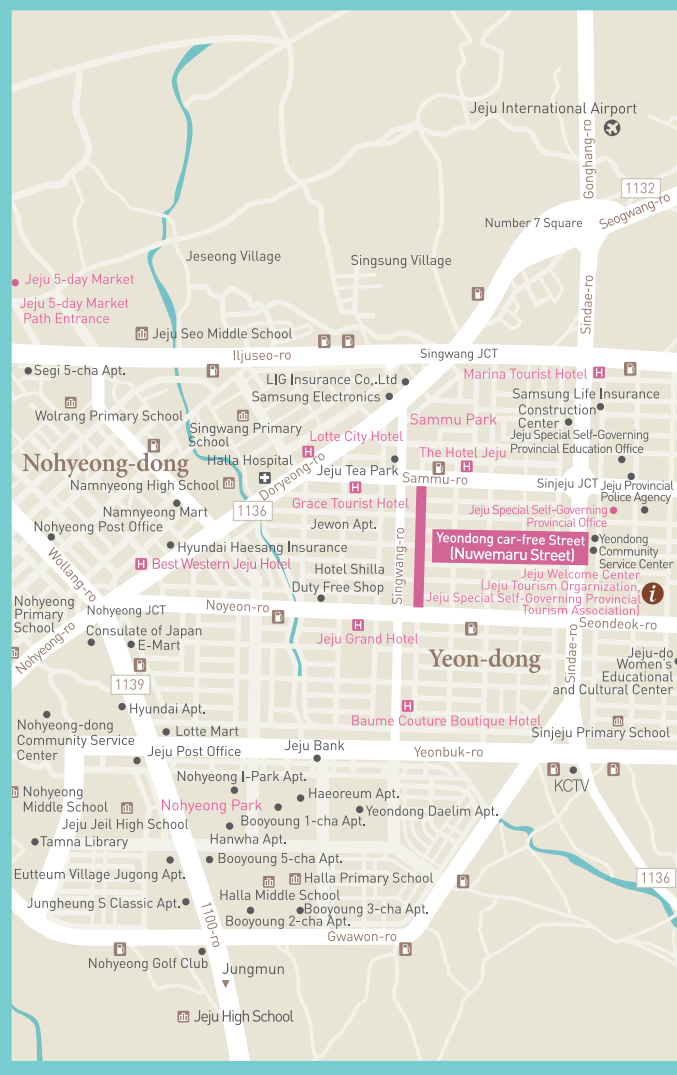 Jeju International Airport
Gonghang-ro
1132
Seogwang-ro
Number 7 Square
Jeseong Village
Singsung Village
Sindae-ro
Jeju 5-day Market
Jeju 5-day Market
Path Entrance
Jeju Seo Middle School
Iljuseo-ro
Singwang JCT
Segi 5-cha Apt.
LIG Insurance Co,.Ltd
Samsung Electronics
Marina Tourist Hotel
H
Samsung Life Insurance
Construction
Center
Wolrang Primary School
Singwang Primary
School
Sammu Park
Lotte City Hotel
H
Jeju Special Self-Governing
Provincial Education Office
The Hotel Jeju
H
Nohyeong-dong
Halla Hospital
Jeju Tea Park
Sammu-ro
Doryeong-ro
Sinjeju JCT
Jeju Provincial
Police Agency
Namnyeong High School
H
Grace Tourist Hotel
Namnyeong Mart
1136
Jeju Special Self-Governing
Provincial Office
Nohyeong Post Office
Jewon Apt.
Yeondong car-free Street
(Nuwemaru Street)
Yeondong
Community
Service Center
Hyundai Haesang Insurance
H
Best Western Jeju Hotel
Singwang-ro
Hotel Shilla
Duty Free Shop
Jeju Welcome Center
(Jeju Tourism Orgarnization,
Jeju Special Self-Governing Provincial
Tourism Association)
i
Wollang-ro
Nohyeong
Primary
School
Nohyeong JCT
Noyeon-ro
Seondeok-ro
Nohyeong-ro
Consulate of Japan
E-Mart
H
Jeju Grand Hotel
Sindae-ro
Yeon-dong
Jeju-do
Women's
Educational
and Cultural Center
1139
Hyundai Apt.
H
Baume Couture Boutique Hotel
Nohyeong-dong
Community Service
Center
Lotte Mart
Sinjeju Primary School
Jeju Post Office
Jeju Bank
Yeonbuk-ro
Nohyeong I-Park Apt.
KCTV
Nohyeong
Middle School
Nohyeong Park
Haeoreum Apt.
Jeju Jeil High School
Booyoung 1-cha Apt.
Yeondong Daelim Apt.
Tamna Library
Hanwha Apt.
Booyoung 5-cha Apt.
Eutteum Village Jugong Apt.
Halla Primary School
1136
Jungheung S Classic Apt.
Halla Middle School
Booyoung 3-cha Apt.
Booyoung 2-cha Apt.
1100-ro
Gwawon-ro
Nohyeong Golf Club
Jungmun
Jeju High School